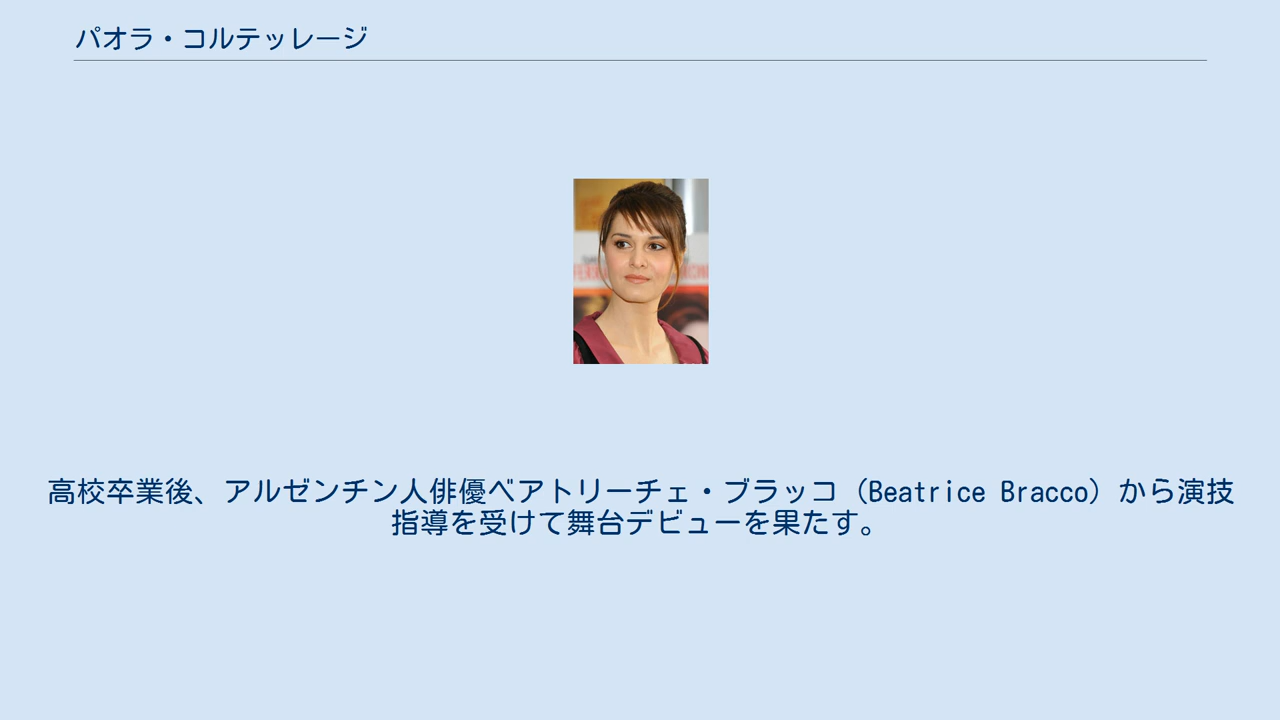 パオラ・コルテッレージ
高校卒業後、アルゼンチン人俳優ベアトリーチェ・ブラッコ（Beatrice Bracco）から演技
指導を受けて舞台デビューを果たす。